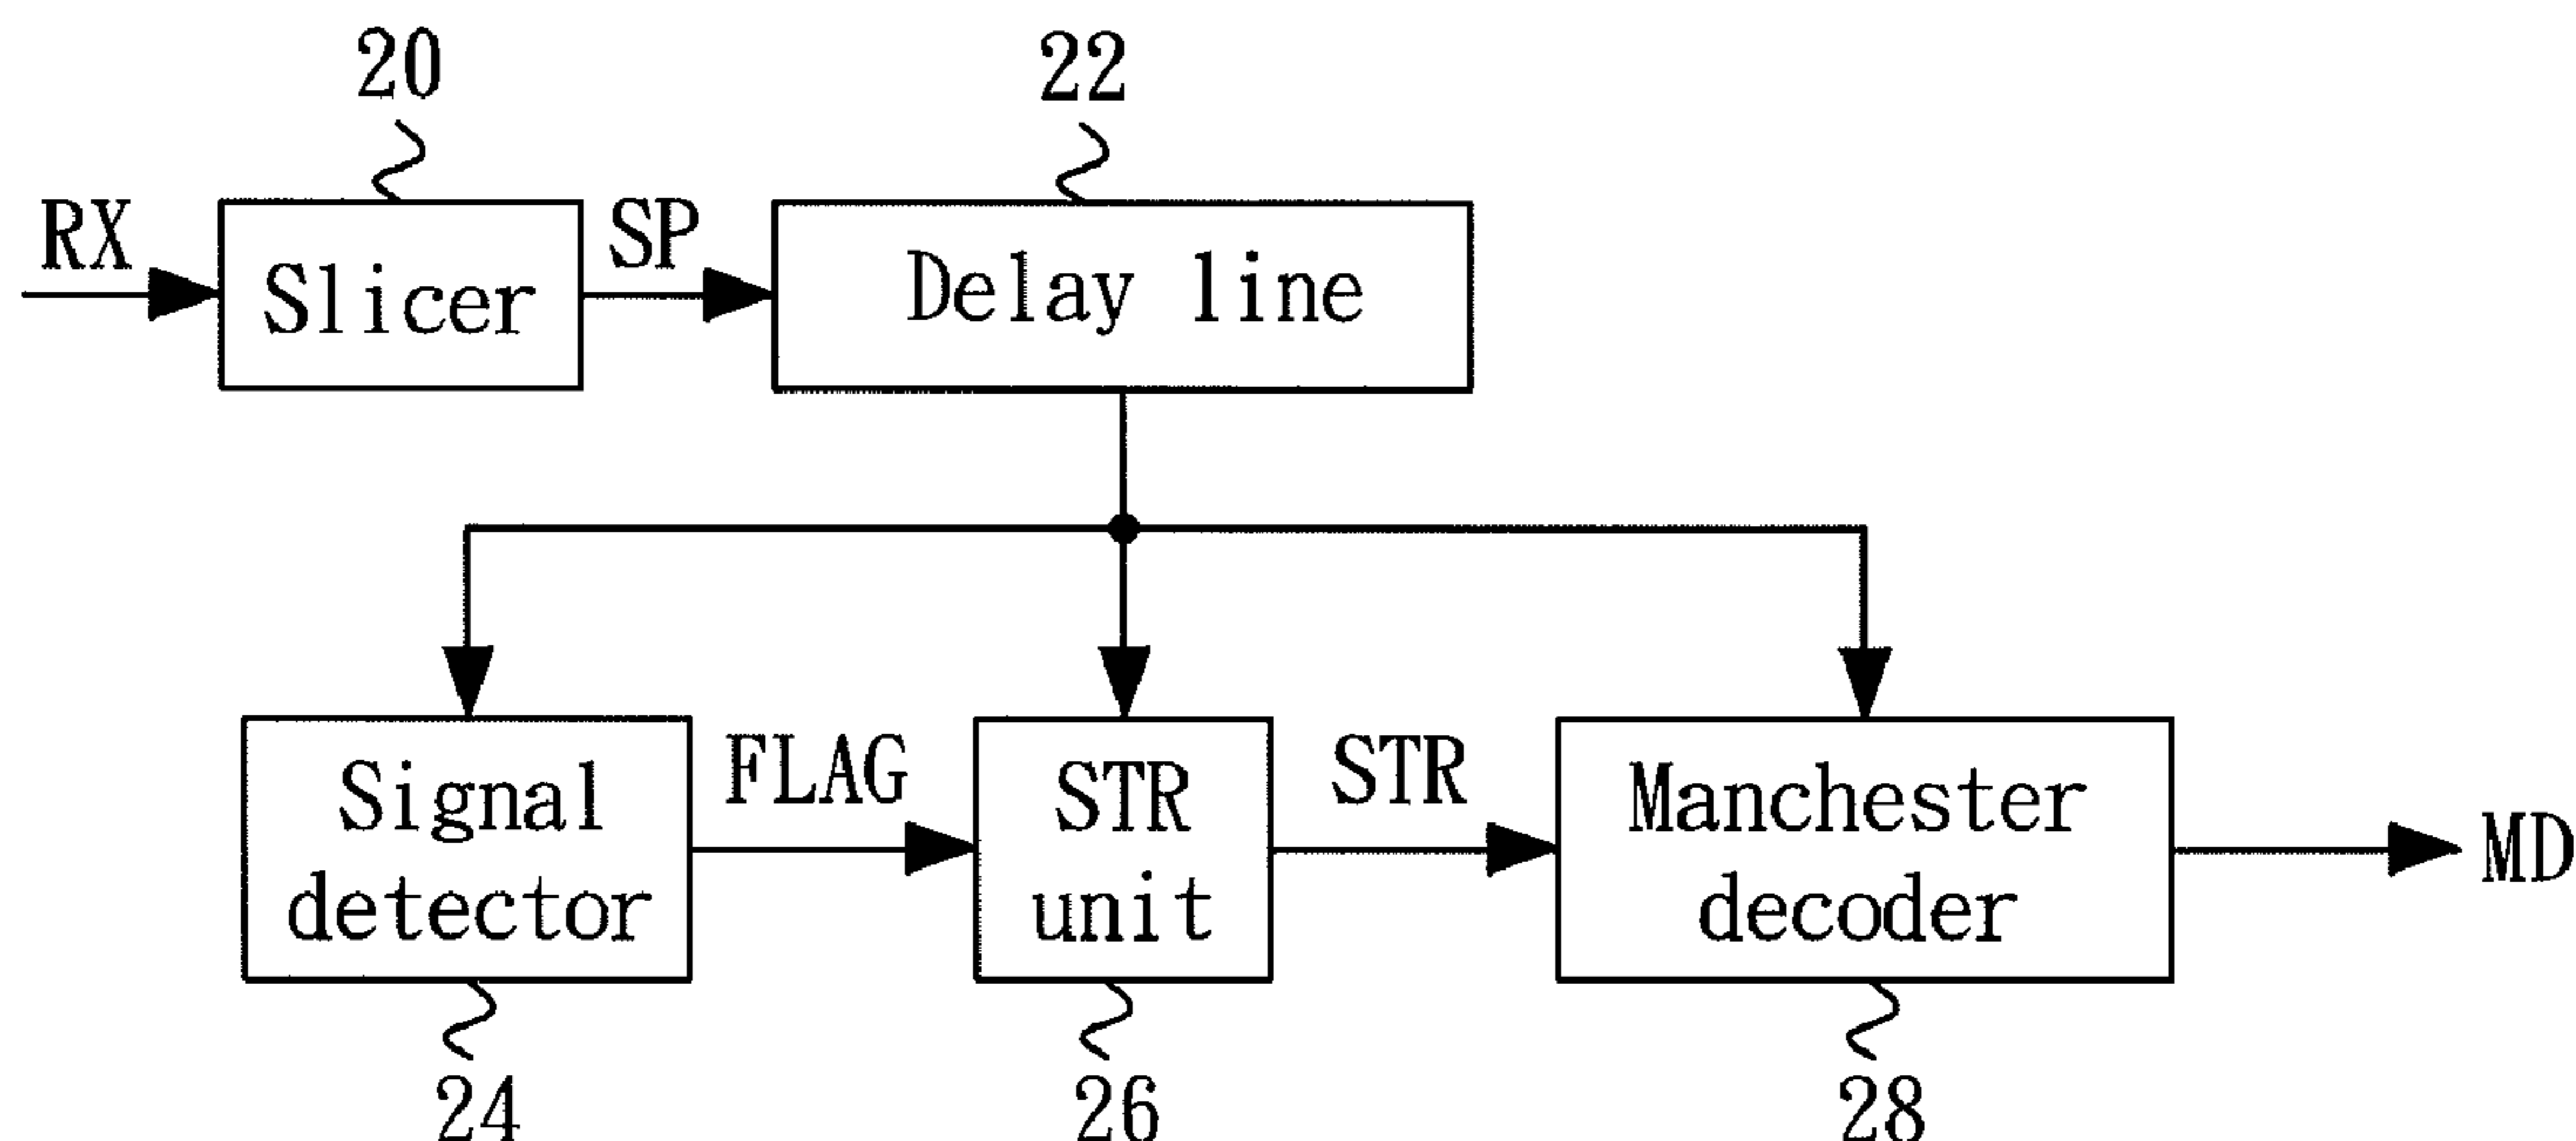 20
22
RX
Slicer
SP
Delay line
Signal
detector
FLAG
STR
unit
STR
Manchester
decoder
MD
24
26
28